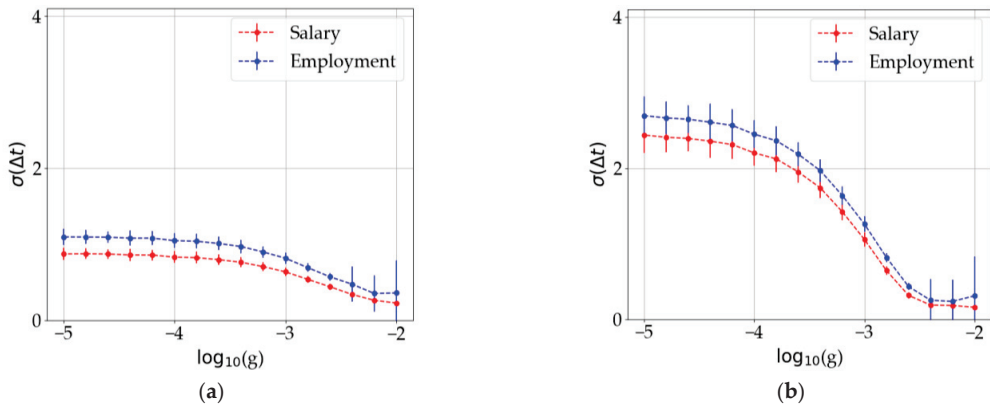 4
Salary
Employment
2
σ(Δt)
0
−5
−4
−3
−2
log₁₀(g)
(a)
4
Salary
Employment
2
σ(Δt)
0
−5
−4
−3
−2
log₁₀(g)
(b)